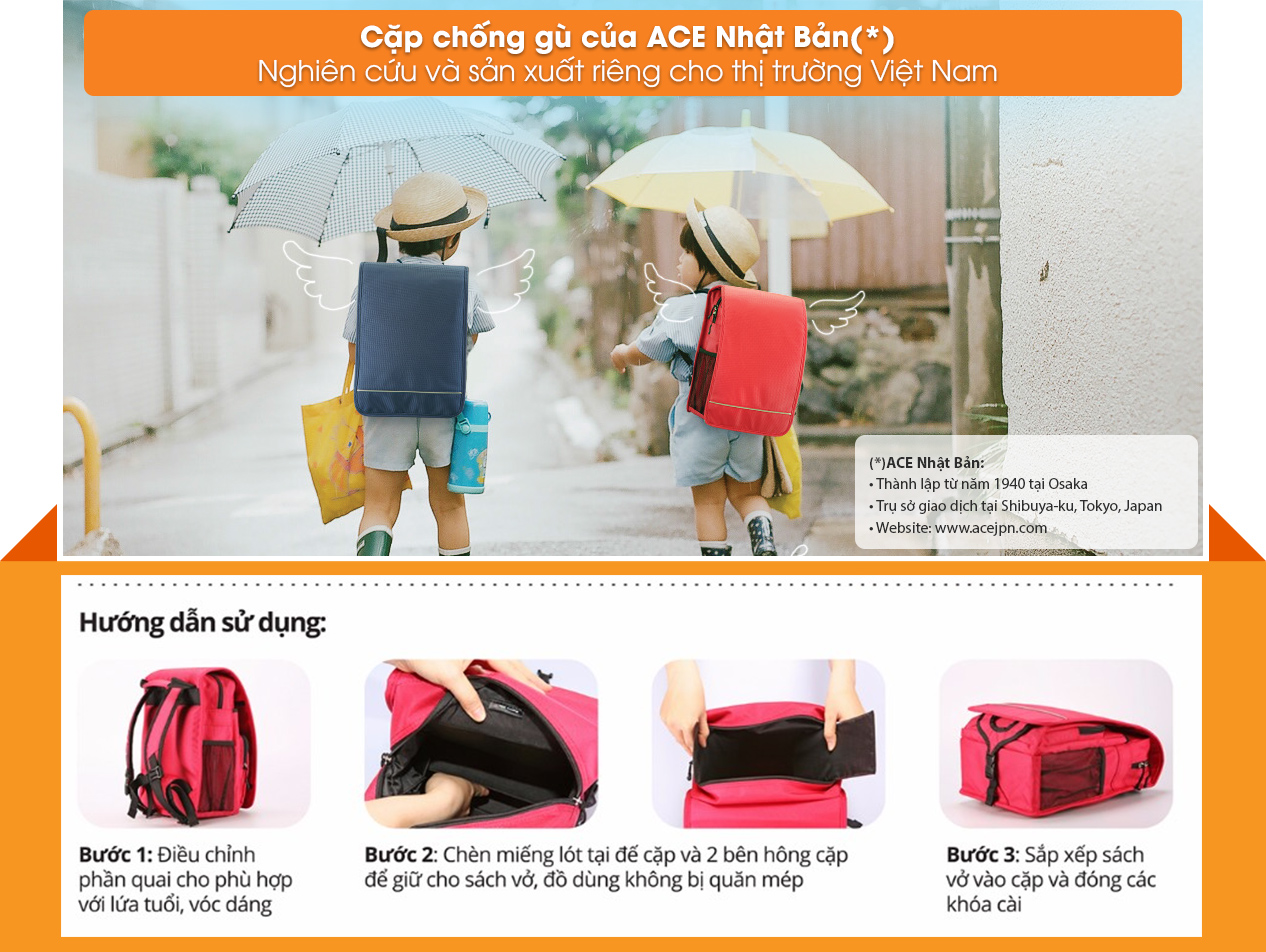 Cặp chống gù của ACE Nhật Bản(*)
Nghiên cứu và sản xuất riêng cho thị trường Việt Nam
(*)ACE Nhật Bản:
• Thành lập từ năm 1940 tại Osaka
• Trụ sở giao dịch tại Shibuya-ku, Tokyo, Japan
• Website: www.acejpn.com
Hướng dẫn sử dụng:
Bước 1: Điều chỉnh
phần quai cho phù hợp
với lứa tuổi, vóc dáng
Bước 2: Chèn miếng lót tại đế cặp và 2 bên hông cặp
để giữ cho sách vở, đồ dùng không bị quăn mép
Bước 3: Sắp xếp sách
vở vào cặp và đóng các
khóa cài